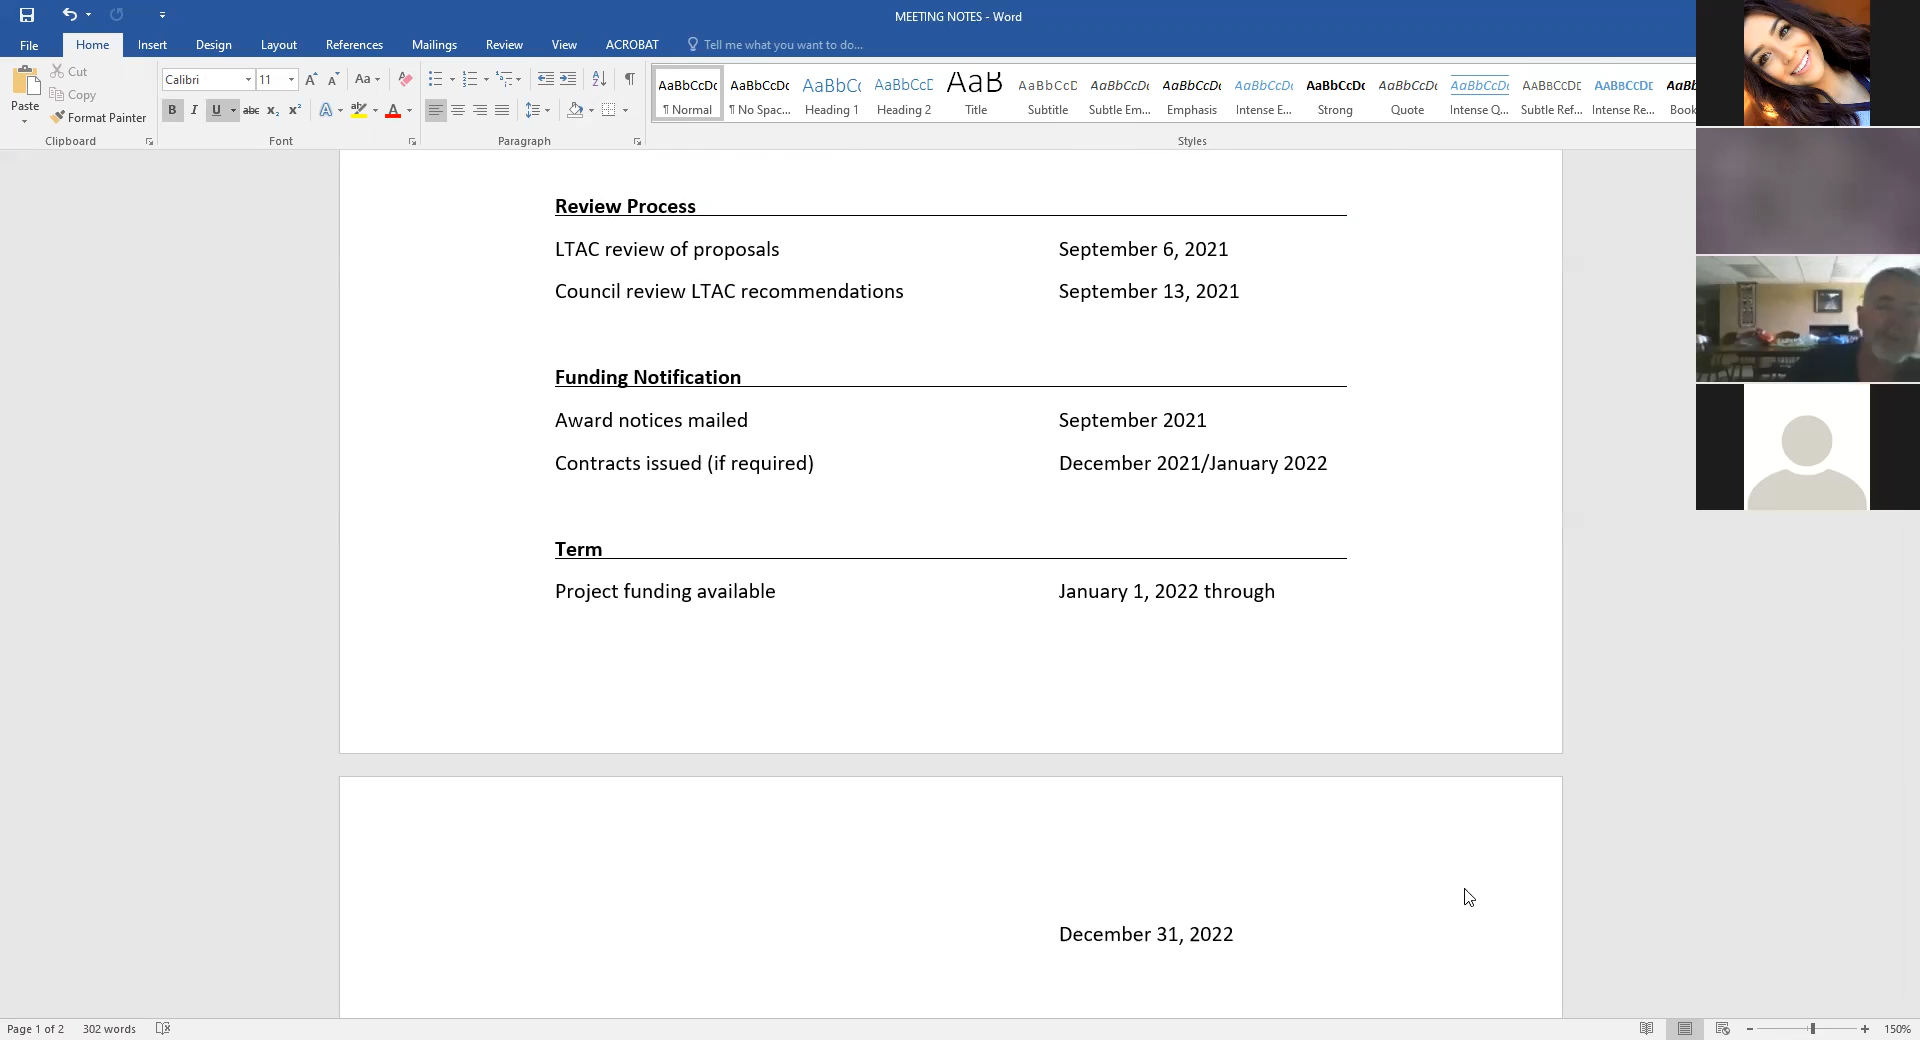 MEETING NOTES - Word
File Home Insert Design Layout References Mailings Review View ACROBAT Tell me what you want to do...
Paste
Cut
Copy
Format Painter
Clipboard
Calibri 11
Font
Paragraph
AaBbCcDc AaBbCcDc AaBbCc AaBbCcD AaB AaBbCcD AaBbCcDc AaBbCcDc AaBbCcDc AaBbCcDc AaBbCcDc AaBbCcDc AABBCCDC AABBCCDC AaBb
¶ Normal ¶ No Spac... Heading 1 Heading 2 Title Subtitle Subtle Em... Emphasis Intense E... Strong Quote Intense Q... Subtle Ref... Intense Re... Book
Styles
Review Process
LTAC review of proposals September 6, 2021
Council review LTAC recommendations September 13, 2021
Funding Notification
Award notices mailed September 2021
Contracts issued (if required) December 2021/January 2022
Term
Project funding available January 1, 2022 through
December 31, 2022
Page 1 of 2 302 words 150%